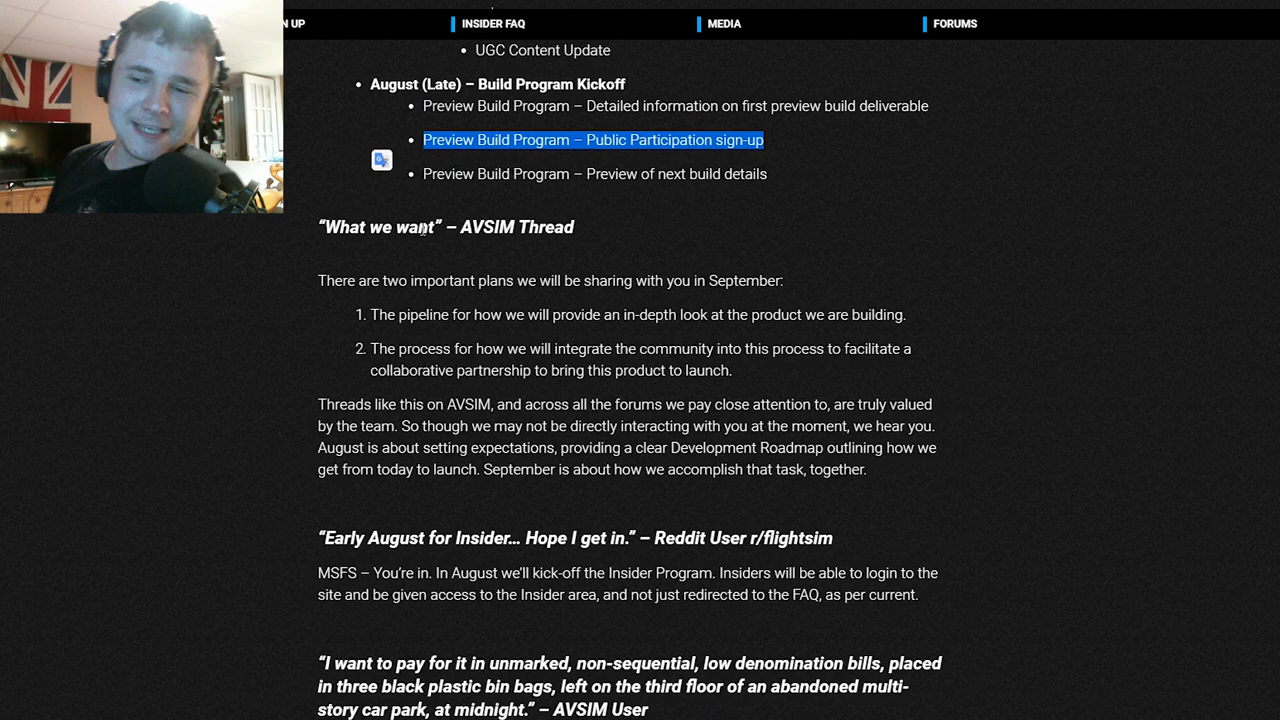 N UP
INSIDER FAQ
MEDIA
FORUMS
• UGC Content Update
• August (Late) – Build Program Kickoff
• Preview Build Program – Detailed information on first preview build deliverable
• Preview Build Program – Public Participation sign-up
• Preview Build Program – Preview of next build details
“What we want” – AVSIM Thread
There are two important plans we will be sharing with you in September:
1. The pipeline for how we will provide an in-depth look at the product we are building.
2. The process for how we will integrate the community into this process to facilitate a
collaborative partnership to bring this product to launch.
Threads like this on AVSIM, and across all the forums we pay close attention to, are truly valued
by the team. So though we may not be directly interacting with you at the moment, we hear you.
August is about setting expectations, providing a clear Development Roadmap outlining how we
get from today to launch. September is about how we accomplish that task, together.
“Early August for Insider… Hope I get in.” – Reddit User r/flightsim
MSFS – You’re in. In August we’ll kick-off the Insider Program. Insiders will be able to login to the
site and be given access to the Insider area, and not just redirected to the FAQ, as per current.
“I want to pay for it in unmarked, non-sequential, low denomination bills, placed
in three black plastic bin bags, left on the third floor of an abandoned multi-
story car park, at midnight.” – AVSIM User